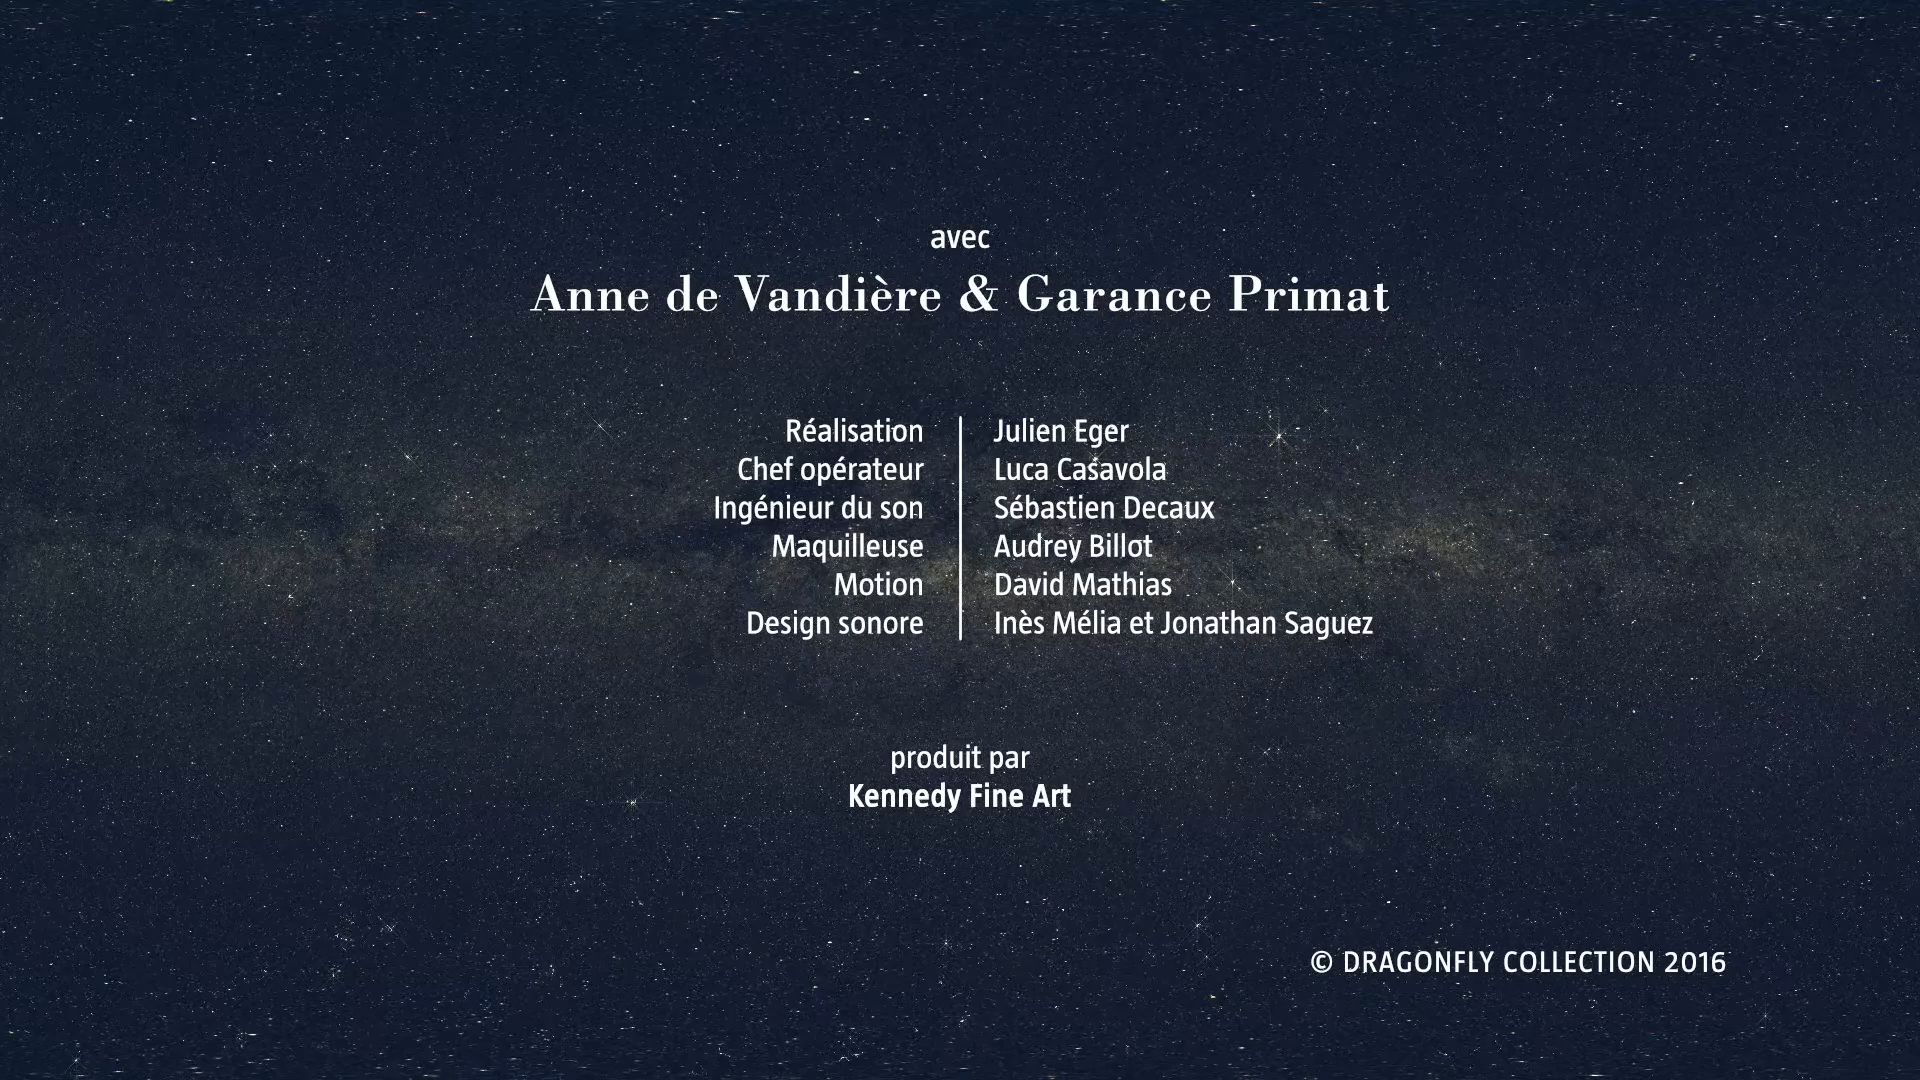 avec
Anne de Vandière & Garance Primat
Réalisation Julien Eger
Chef opérateur Luca Casavola
Ingénieur du son Sébastien Decaux
Maquilleuse Audrey Billot
Motion David Mathias
Design sonore Inès Mélia et Jonathan Saguez
produit par
Kennedy Fine Art
© DRAGONFLY COLLECTION 2016